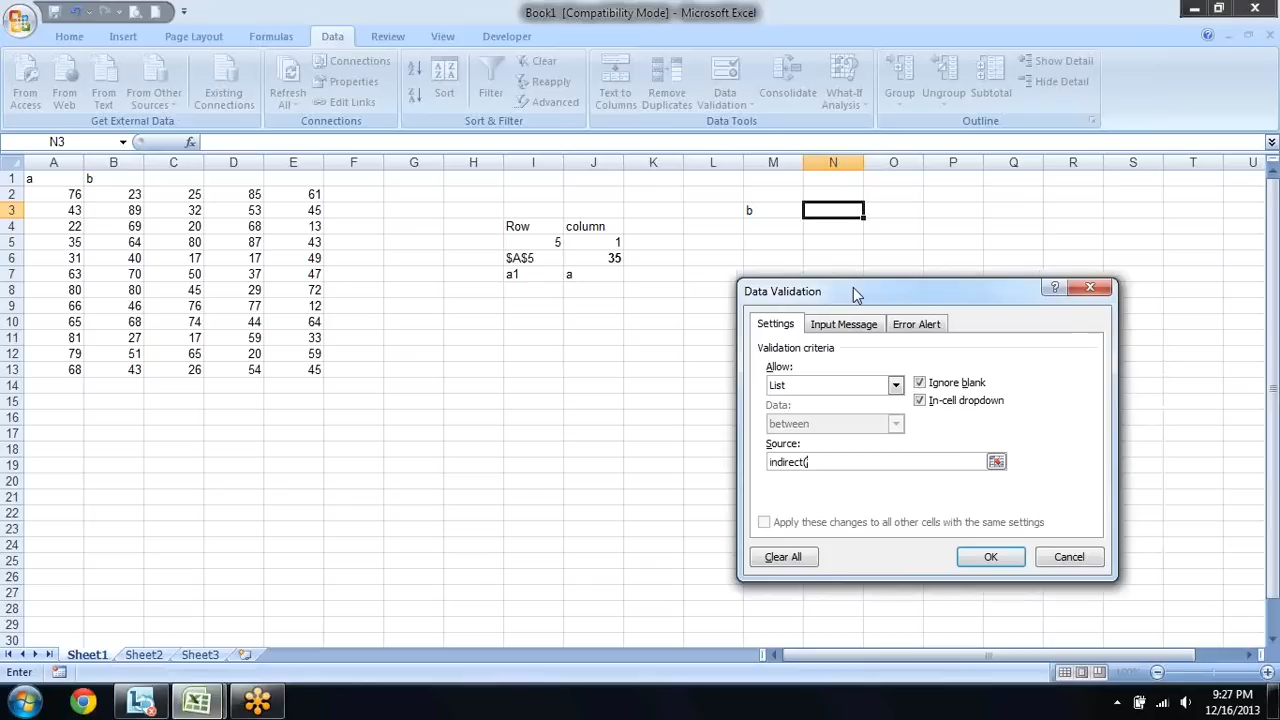 Book1 [Compatibility Mode] - Microsoft Excel
Home Insert Page Layout Formulas Data Review View Developer
From Access
From Web
From Text
From Other Sources
Existing Connections
Get External Data
Refresh All
Connections
Properties
Edit Links
Connections
Sort
Filter
Clear
Reapply
Advanced
Sort & Filter
Text to Columns
Remove Duplicates
Data Validation
Consolidate
What-If Analysis
Data Tools
Group
Ungroup
Subtotal
Show Detail
Hide Detail
Outline
N3 fx
A B C D E F G H I J K L M N O P Q R S T U
1 a b
2 76 23 25 85 61
3 43 89 32 53 45 b
4 22 69 20 68 13 Row column
5 35 64 80 87 43 5 1
6 31 40 17 17 49 $A$5 35
7 63 70 50 37 47 a1 a
8 80 80 45 29 72
9 66 46 76 77 12
10 65 68 74 44 64
11 81 27 17 59 33
12 79 51 65 20 59
13 68 43 26 54 45
14
15
16
17
18
19
20
21
22
23
24
25
26
27
28
29
30
Data Validation
Settings Input Message Error Alert
Validation criteria
Allow:
List
Ignore blank
In-cell dropdown
Data:
between
Source:
indirect(
Apply these changes to all other cells with the same settings
Clear All OK Cancel
Sheet1 Sheet2 Sheet3
Enter
9:27 PM
12/16/2013